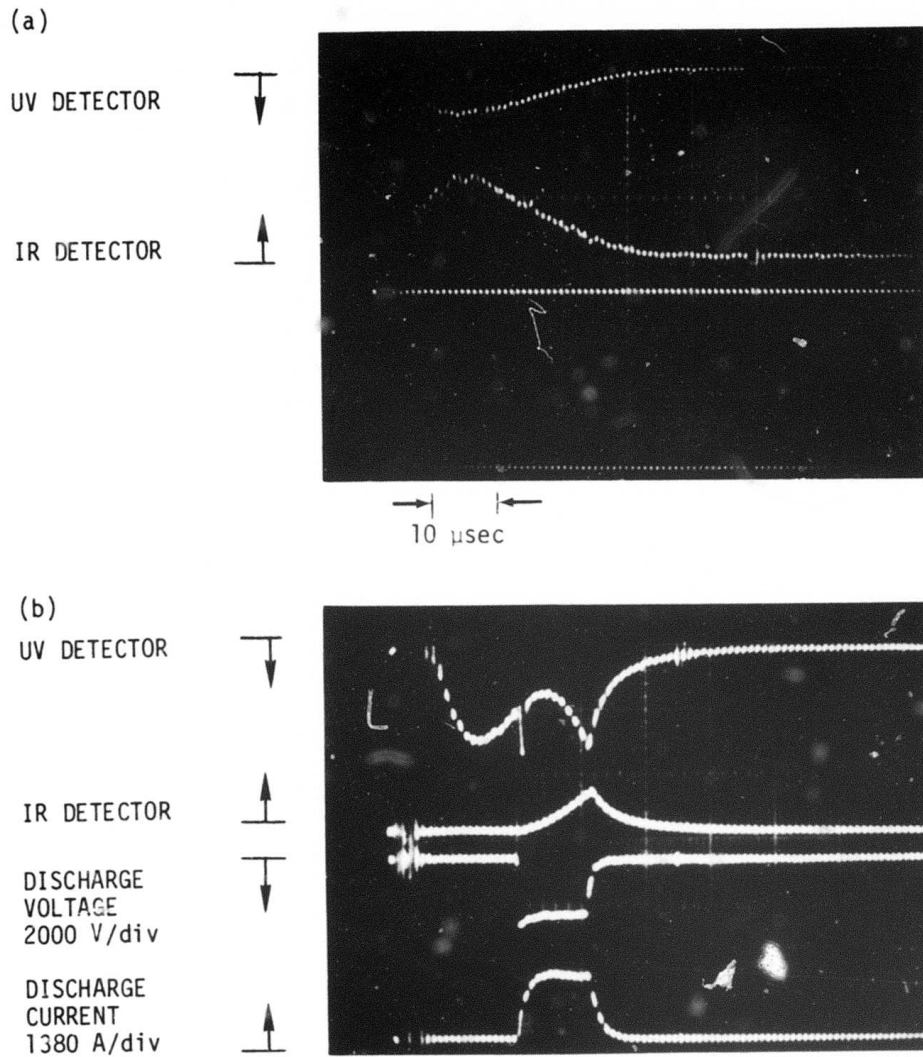 (a)
UV DETECTOR
IR DETECTOR
10 μsec
(b)
UV DETECTOR
IR DETECTOR
DISCHARGE
VOLTAGE
2000 V/div
DISCHARGE
CURRENT
1380 A/div